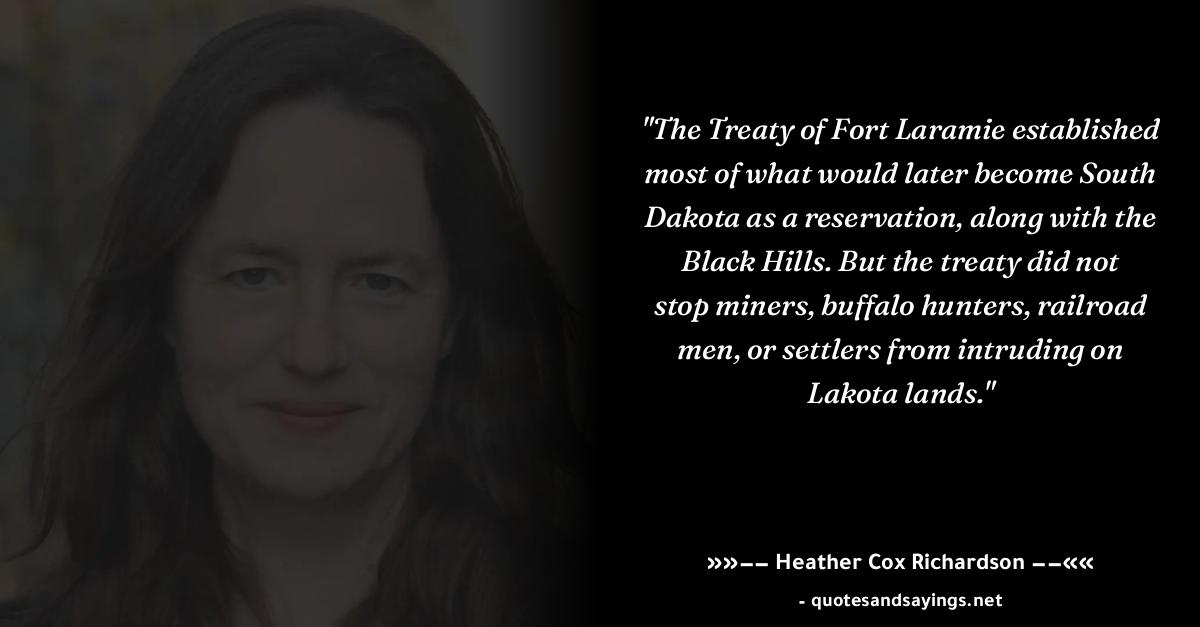 "The Treaty of Fort Laramie established
most of what would later become South
Dakota as a reservation, along with the
Black Hills. But the treaty did not
stop miners, buffalo hunters, railroad
men, or settlers from intruding on
Lakota lands."
»»–– Heather Cox Richardson ––««
- quotesandsayings.net